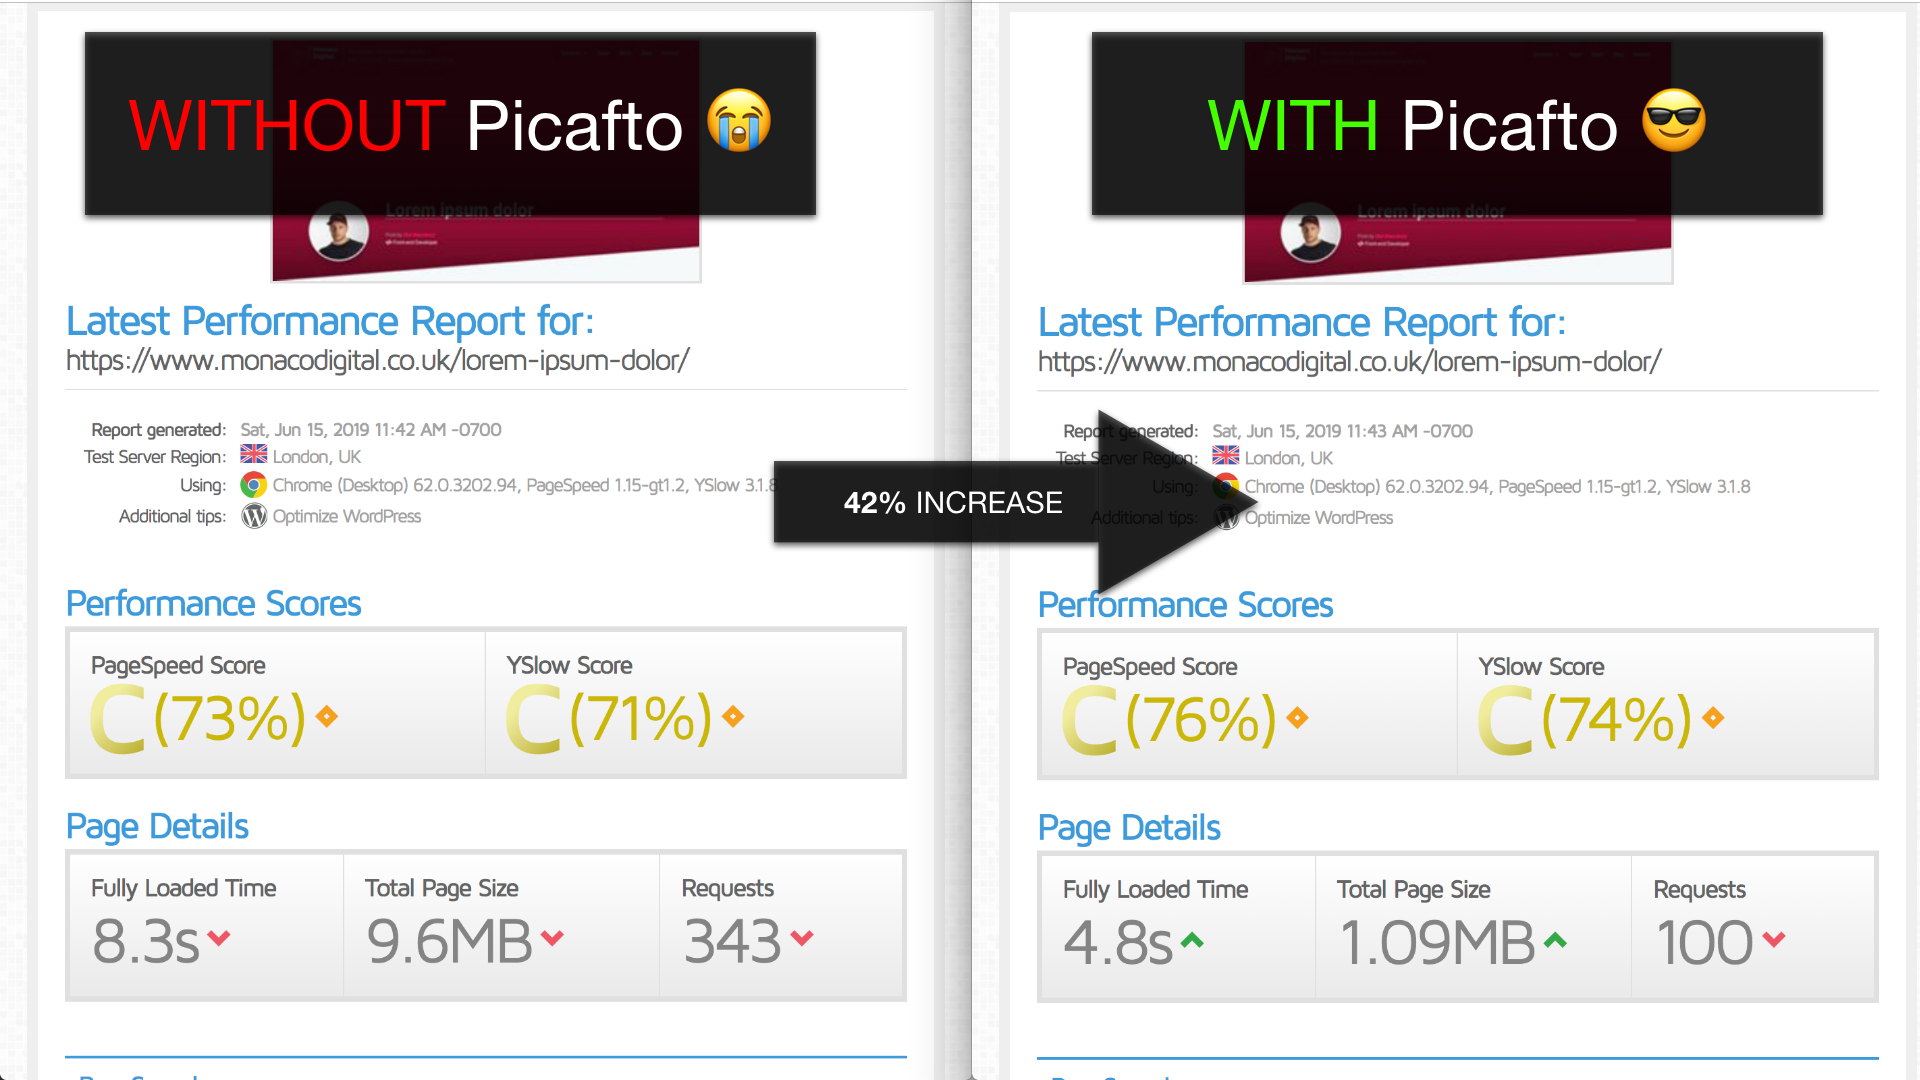 WITHOUT Picafto 😭
Lorem ipsum dolor
Front-end Developer
Latest Performance Report for:
https://www.monacodigital.co.uk/lorem-ipsum-dolor/
Report generated: Sat, Jun 15, 2019 11:42 AM -0700
Test Server Region: London, UK
Using: Chrome (Desktop) 62.0.3202.94, PageSpeed 1.15-gt1.2, YSlow 3.1.8
Additional tips: Optimize WordPress
Performance Scores
PageSpeed Score
C (73%)
YSlow Score
C (71%)
Page Details
Fully Loaded Time
8.3s
Total Page Size
9.6MB
Requests
343
42% INCREASE
WITH Picafto 😎
Lorem ipsum dolor
Front-end Developer
Latest Performance Report for:
https://www.monacodigital.co.uk/lorem-ipsum-dolor/
Report generated: Sat, Jun 15, 2019 11:43 AM -0700
Test Server Region: London, UK
Using: Chrome (Desktop) 62.0.3202.94, PageSpeed 1.15-gt1.2, YSlow 3.1.8
Additional tips: Optimize WordPress
Performance Scores
PageSpeed Score
C (76%)
YSlow Score
C (74%)
Page Details
Fully Loaded Time
4.8s
Total Page Size
1.09MB
Requests
100